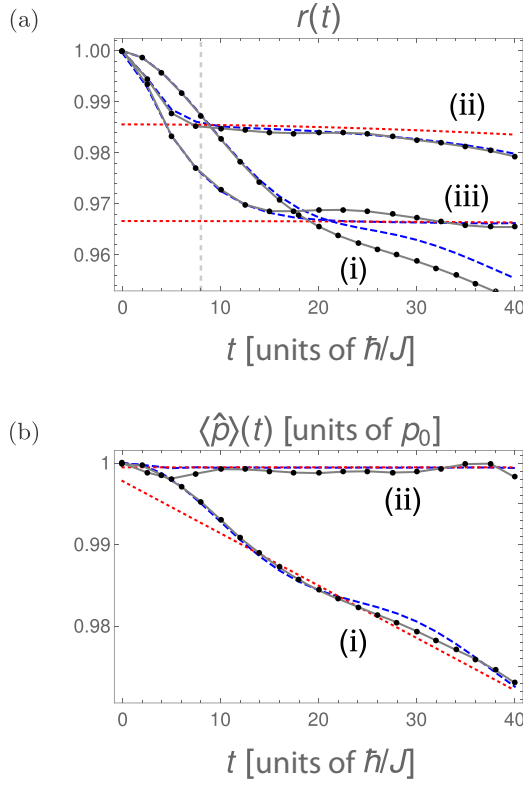 (a)
r(t)
1.00
0.99
0.98
0.97
0.96
(ii)
(iii)
(i)
0 10 20 30 40
t [units of ħ/J]
(b)
⟨p̂⟩(t) [units of p₀]
1
0.99
0.98
(ii)
(i)
0 10 20 30 40
t [units of ħ/J]